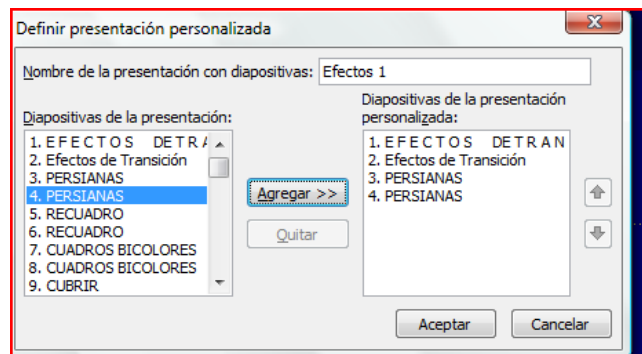 Definir presentación personalizada
Nombre de la presentación con diapositivas: Efectos 1
Diapositivas de la presentación:
1. E F E C T O S D E T R A
2. Efectos de Transición
3. PERSIANAS
4. PERSIANAS
5. RECUADRO
6. RECUADRO
7. CUADROS BICOLORES
8. CUADROS BICOLORES
9. CUBRIR
Agregar >>
Quitar
Diapositivas de la presentación
personalizada:
1. E F E C T O S D E T R A N
2. Efectos de Transición
3. PERSIANAS
4. PERSIANAS
Aceptar
Cancelar